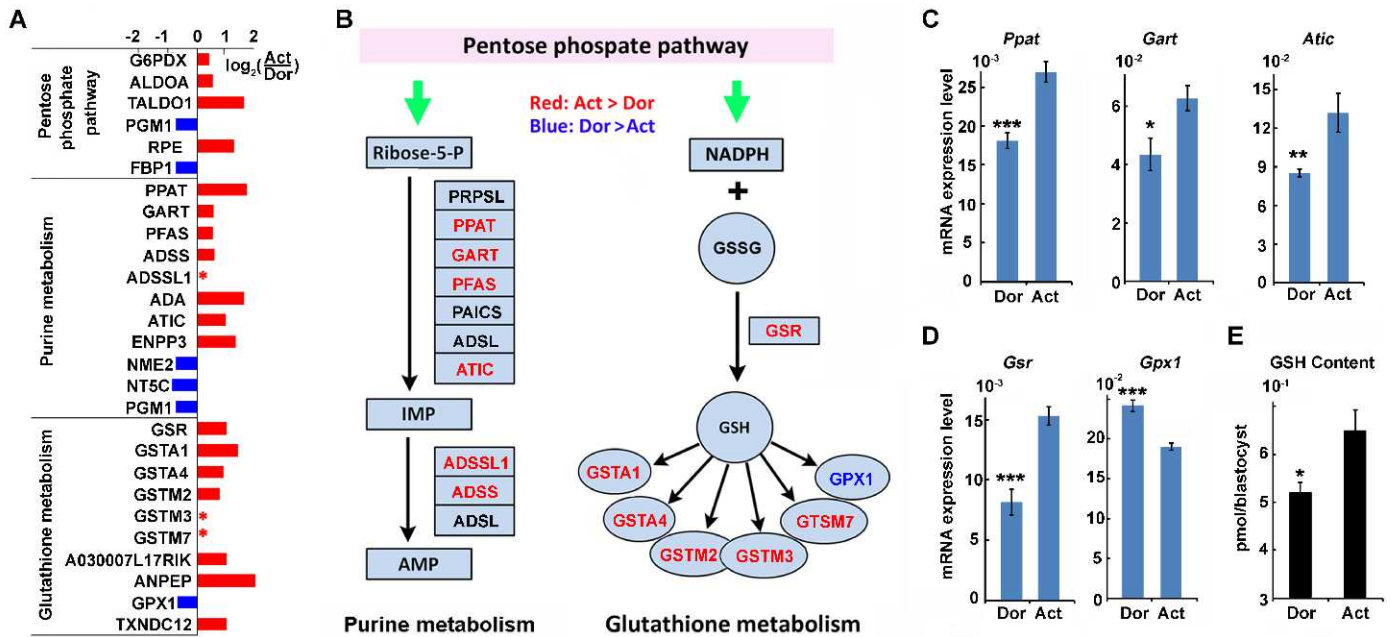 A
-2 -1 0 1 2
log2(Act/Dor)
Pentose phosphate pathway
G6PDX
ALDOA
TALDO1
PGM1
RPE
FBP1
Purine metabolism
PPAT
GART
PFAS
ADSS
ADSSL1 *
ADA
ATIC
ENPP3
NME2
NT5C
PGM1
Glutathione metabolism
GSR
GSTA1
GSTA4
GSTM2
GSTM3 *
GSTM7 *
A030007L17RIK
ANPEP
GPX1
TXNDC12
B
Pentose phospate pathway
Red: Act > Dor
Blue: Dor > Act
Ribose-5-P
PRPSL
PPAT
GART
PFAS
PAICS
ADSL
ATIC
IMP
ADSSL1
ADSS
ADSL
AMP
Purine metabolism
NADPH
+
GSSG
GSR
GSH
GSTA1
GSTA4
GSTM2
GSTM3
GTSM7
GPX1
Glutathione metabolism
C
mRNA expression level
Ppat
10-3
25
20
15
10
5
0
***
Dor Act
Gart
10-2
6
4
2
0
*
Dor Act
Atic
10-2
15
12
9
6
3
0
**
Dor Act
D
mRNA expression level
Gsr
10-3
15
10
5
0
***
Dor Act
Gpx1
10-2
20
10
0
***
Dor Act
E
GSH Content
10-1
pmol/blastocyst
6
5
3
*
Dor Act